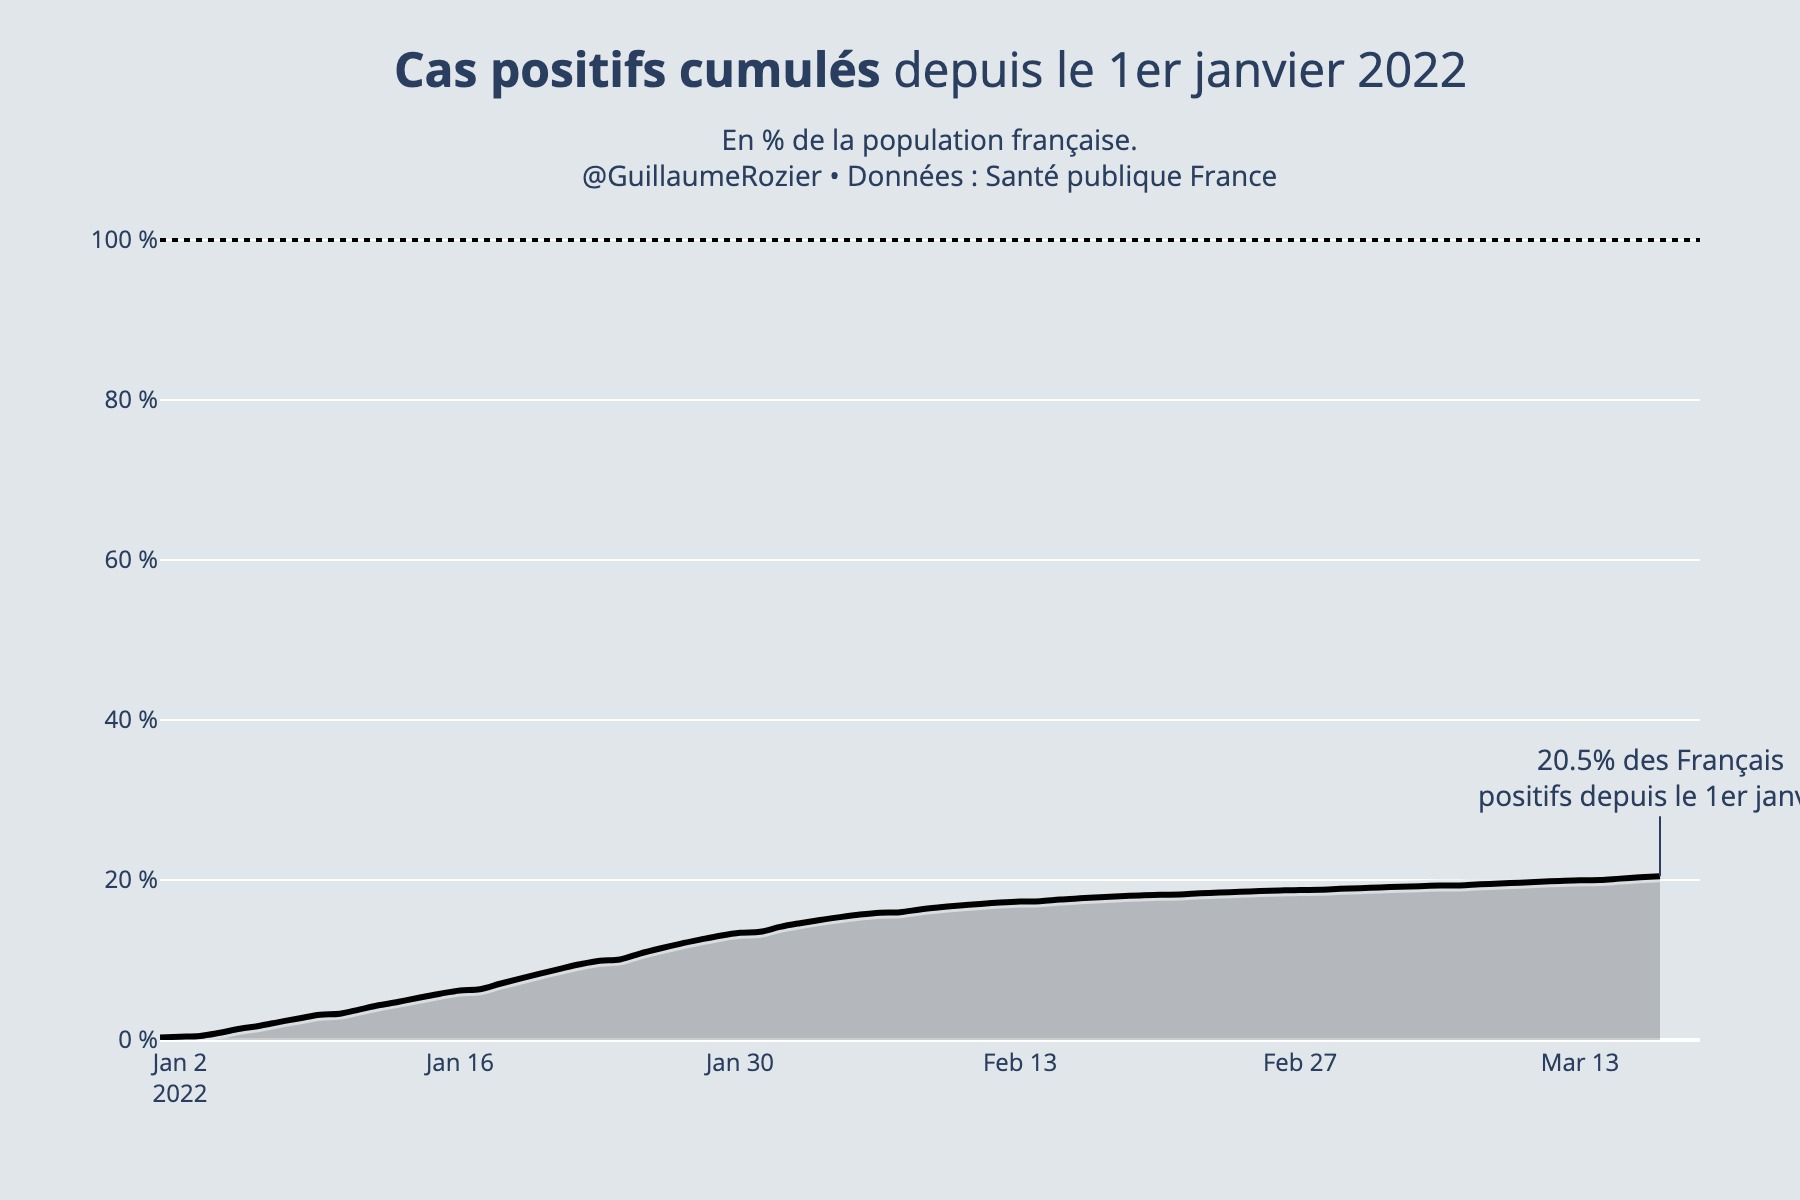 Cas positifs cumulés depuis le 1er janvier 2022
En % de la population française.
@GuillaumeRozier • Données : Santé publique France
100 %
80 %
60 %
40 %
20.5% des Français
positifs depuis le 1er janv
20 %
0 %
Jan 2
2022
Jan 16
Jan 30
Feb 13
Feb 27
Mar 13